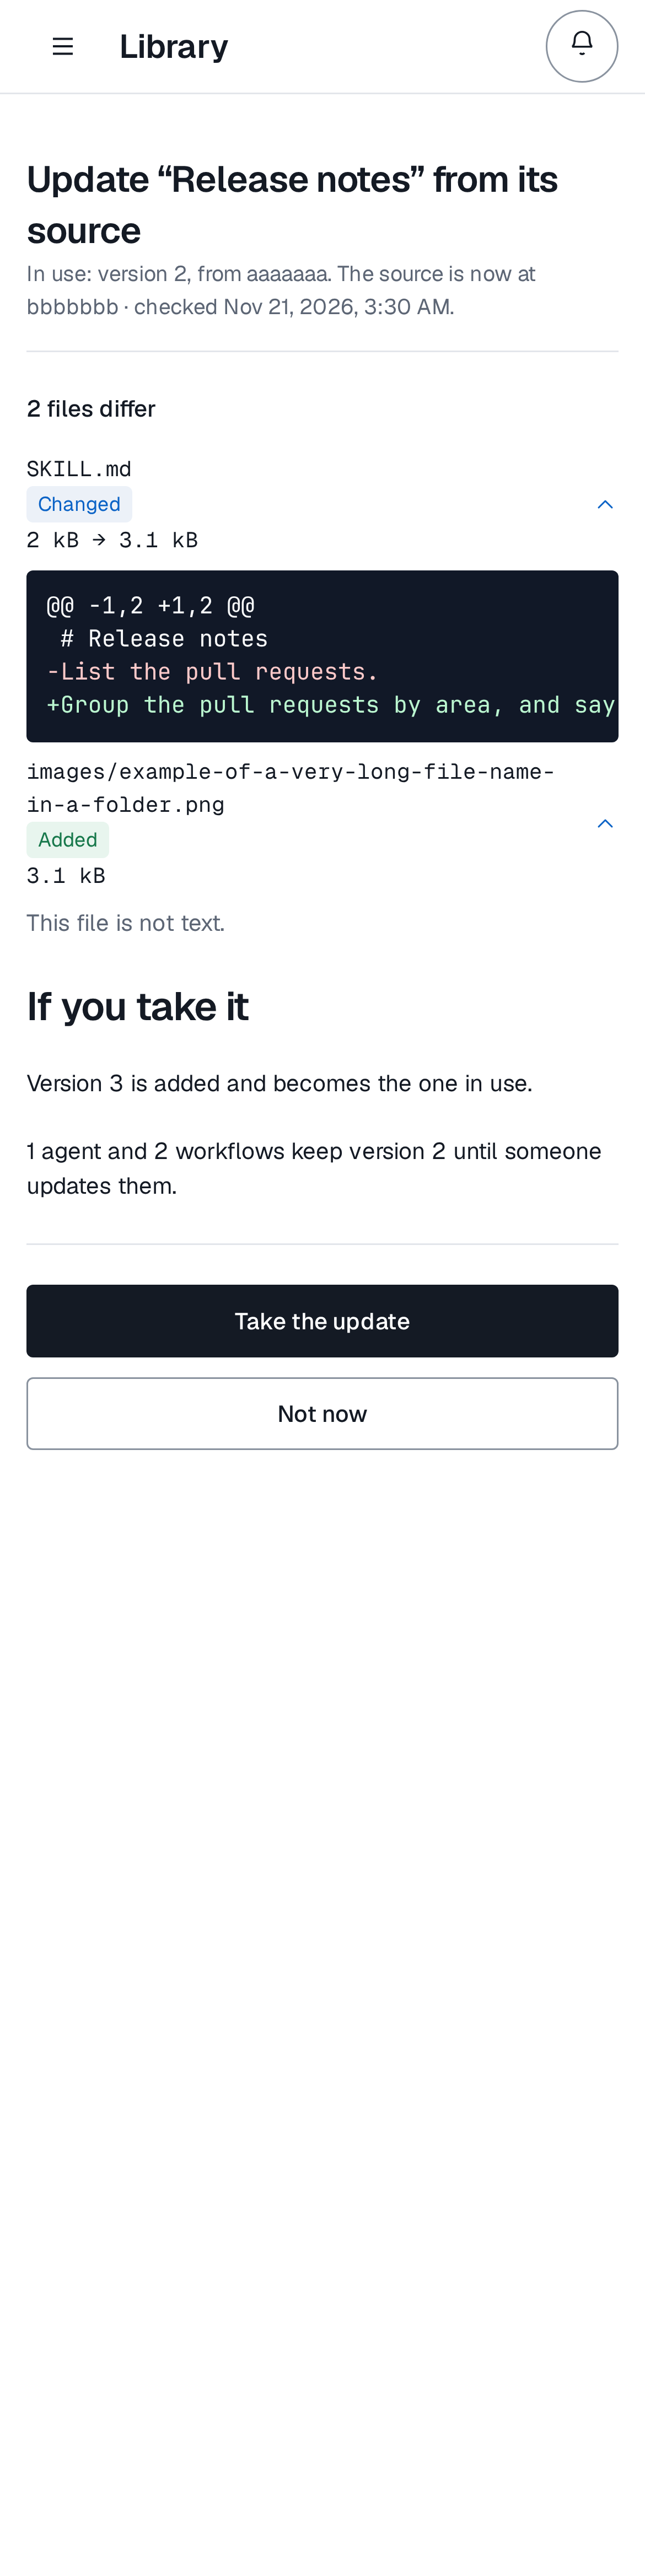 Library
Update “Release notes” from its
source
In use: version 2, from aaaaaaa. The source is now at
bbbbbbb · checked Nov 21, 2026, 3:30 AM.
2 files differ
SKILL.md
Changed
2 kB → 3.1 kB
@@ -1,2 +1,2 @@
 # Release notes
-List the pull requests.
+Group the pull requests by area, and say
images/example-of-a-very-long-file-name-
in-a-folder.png
Added
3.1 kB
This file is not text.
If you take it
Version 3 is added and becomes the one in use.
1 agent and 2 workflows keep version 2 until someone
updates them.
Take the update
Not now